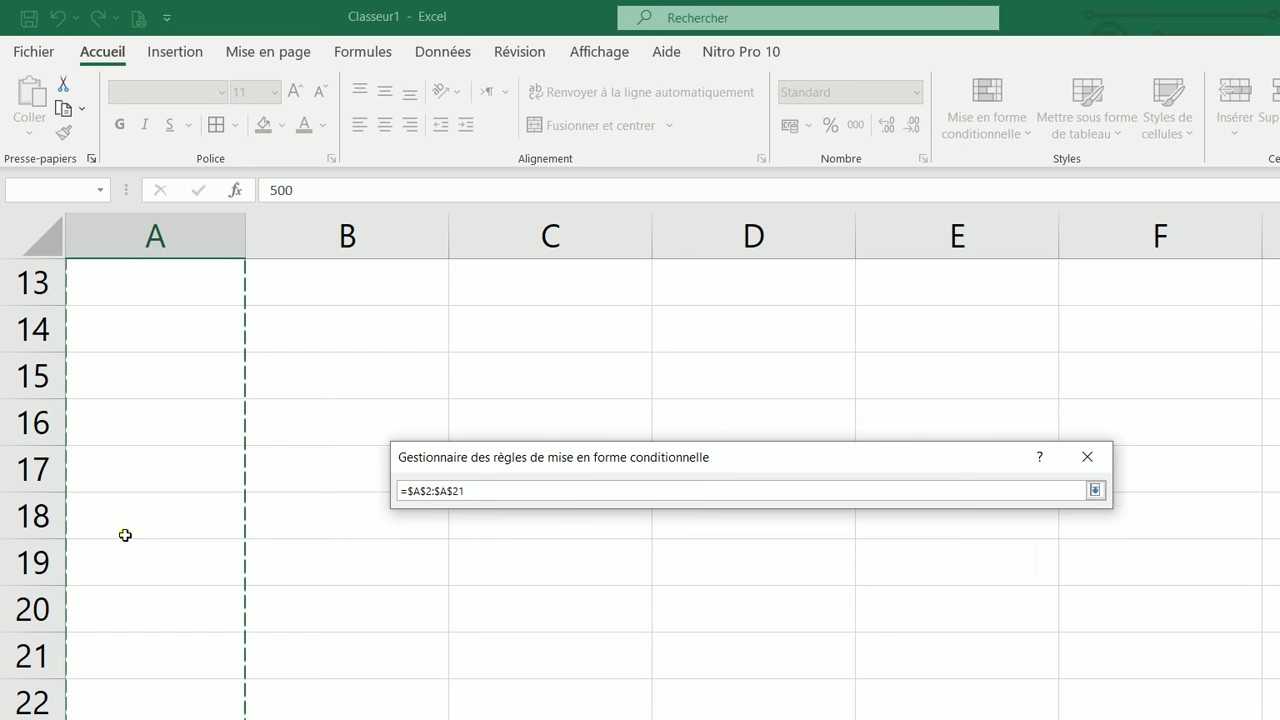 Classeur1 - Excel
Rechercher
Fichier Accueil Insertion Mise en page Formules Données Révision Affichage Aide Nitro Pro 10
Coller
11
Renvoyer à la ligne automatiquement
Standard
G I S
Fusionner et centrer
% 000
Mise en forme conditionnelle
Mettre sous forme de tableau
Styles de cellules
Insérer
Sup
Presse-papiers Police Alignement Nombre Styles Ce
fx 500
A B C D E F
13
14
15
16
17
Gestionnaire des règles de mise en forme conditionnelle ?
=$A$2:$A$21
18
19
20
21
22